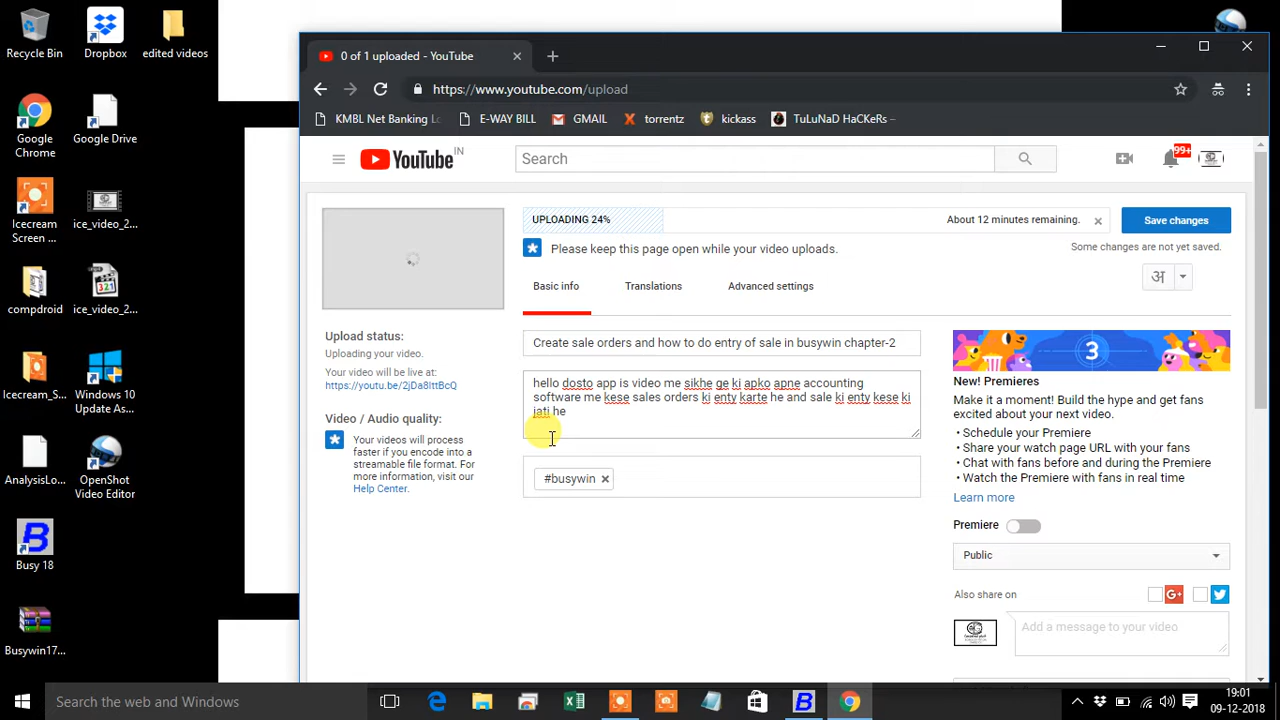 Recycle Bin
Dropbox
edited videos
0 of 1 uploaded - YouTube
https://www.youtube.com/upload
KMBL Net Banking Lo
E-WAY BILL
GMAIL
torrentz
kickass
TuLuNaD HaCKeRs –
Google Chrome
Google Drive
YouTube IN
Search
99+
UPLOADING 24%
About 12 minutes remaining.
Save changes
Please keep this page open while your video uploads.
Some changes are not yet saved.
Icecream Screen ...
ice_video_2...
Basic info
Translations
Advanced settings
अ
compdroid
321
ice_video_2...
Upload status:
Uploading your video.
Your video will be live at:
https://youtu.be/2jDa8IttBcQ
Create sale orders and how to do entry of sale in busywin chapter-2
hello dosto app is video me sikhe ge ki apko apne accounting
software me kese sales orders ki enty karte he and sale ki enty kese ki
jati he
3
New! Premieres
Make it a moment! Build the hype and get fans
excited about your next video.
• Schedule your Premiere
• Share your watch page URL with your fans
• Chat with fans before and during the Premiere
• Watch the Premiere with fans in real time
Learn more
Icecream_S...
Windows 10 Update As...
Video / Audio quality:
Your videos will process
faster if you encode into a
streamable file format. For
more information, visit our
Help Center.
#busywin
AnalysisLo...
OpenShot Video Editor
Premiere
Public
Also share on
G+
Add a message to your video
B
Busy 18
Busywin17...
Search the web and Windows
B
19:01
09-12-2018